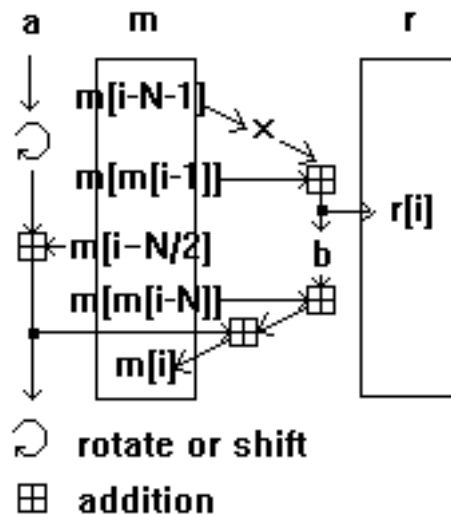 a m r
m[i-N-1]
x
m[m[i-1]]
r[i]
m[i-N/2]
b
m[m[i-N]]
m[i]
rotate or shift
addition